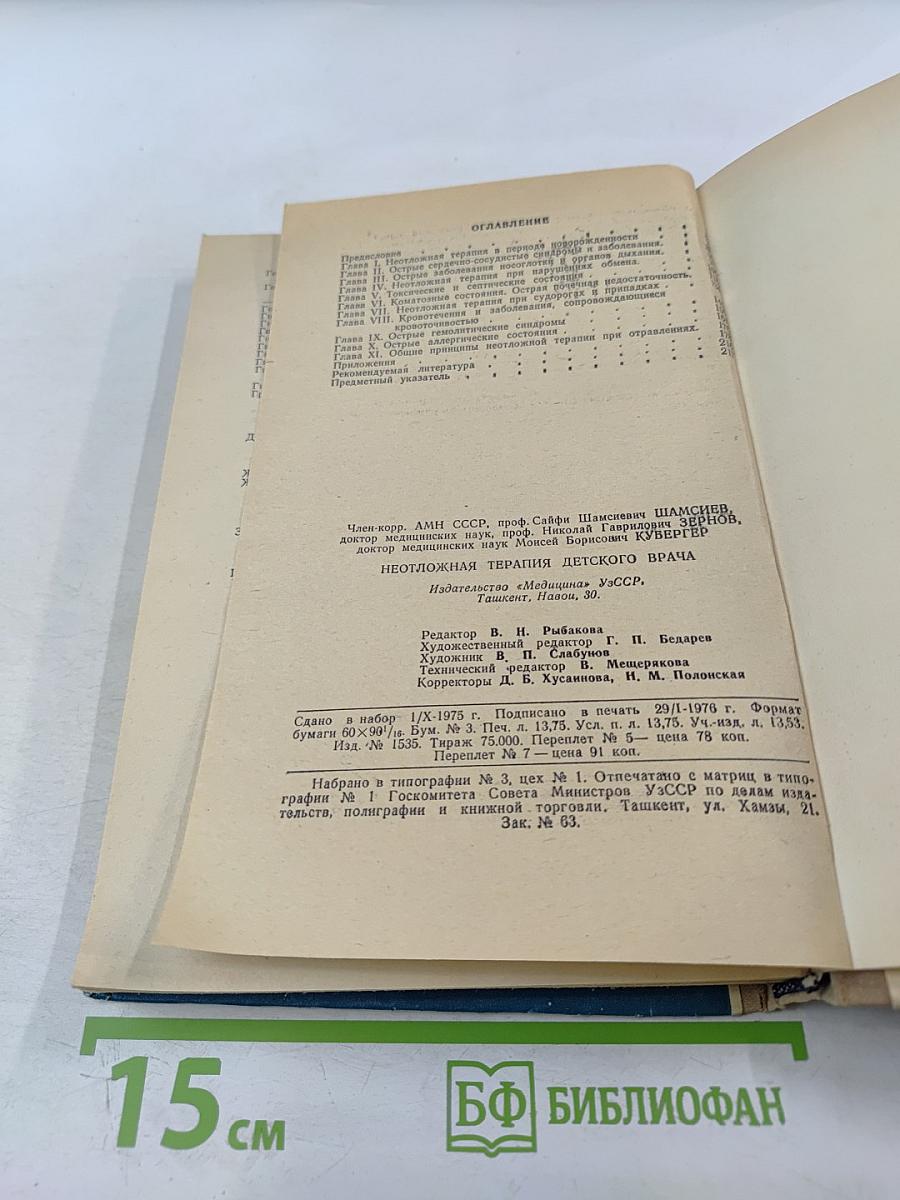 ОГЛАВЛЕНИЕ
Предисловие
Глава I. Неотложная терапия в периоде новорожденности
Глава II. Острые сердечно-сосудистые синдромы и заболевания.
Глава III. Острые заболевания носоглотки и органов дыхания.
Глава IV. Неотложная терапия при нарушениях обмена.
Глава V. Токсические и септические состояния
Глава VI. Коматозные состояния. Острая почечная недостаточность.
Глава VII. Неотложная терапия при судорогах и припадках
Глава VIII. Кровотечения и заболевания, сопровождающиеся
кровоточивостью
Глава IX. Острые гемолитические синдромы
Глава X. Острые аллергические состояния
Глава XI. Общие принципы неотложной терапии при отравлениях.
Приложения
Рекомендуемая литература
Предметный указатель
Член-корр. АМН СССР, проф. Сайфи Шамсиевич ШАМСИЕВ,
доктор медицинских наук, проф. Николай Гаврилович ЗЕРНОВ,
доктор медицинских наук Моисей Борисович КУВЕРГЕР
НЕОТЛОЖНАЯ ТЕРАПИЯ ДЕТСКОГО ВРАЧА
Издательство «Медицина» УзССР,
Ташкент, Навои, 30.
Редактор В. Н. Рыбакова
Художественный редактор Г. П. Бедарев
Художник В. П. Слабунов
Технический редактор В. Мещерякова
Корректоры Д. Б. Хусаинова, Н. М. Полонская
Сдано в набор 1/X-1975 г. Подписано в печать 29/I-1976 г. Формат
бумаги 60×90¹/₁₆. Бум. № 3. Печ. л. 13,75. Усл. п. л. 13,75. Уч.-изд. л. 13,53.
Изд. № 1535. Тираж 75.000. Переплет № 5— цена 78 коп.
Переплет № 7 — цена 91 коп.
Набрано в типографии № 3, цех № 1. Отпечатано с матриц в типо-
графии № 1 Госкомитета Совета Министров УзССР по делам изда-
тельств, полиграфии и книжной торговли. Ташкент, ул. Хамзы, 21.
Зак. № 63.
15 см
БФ БИБЛИОФАН